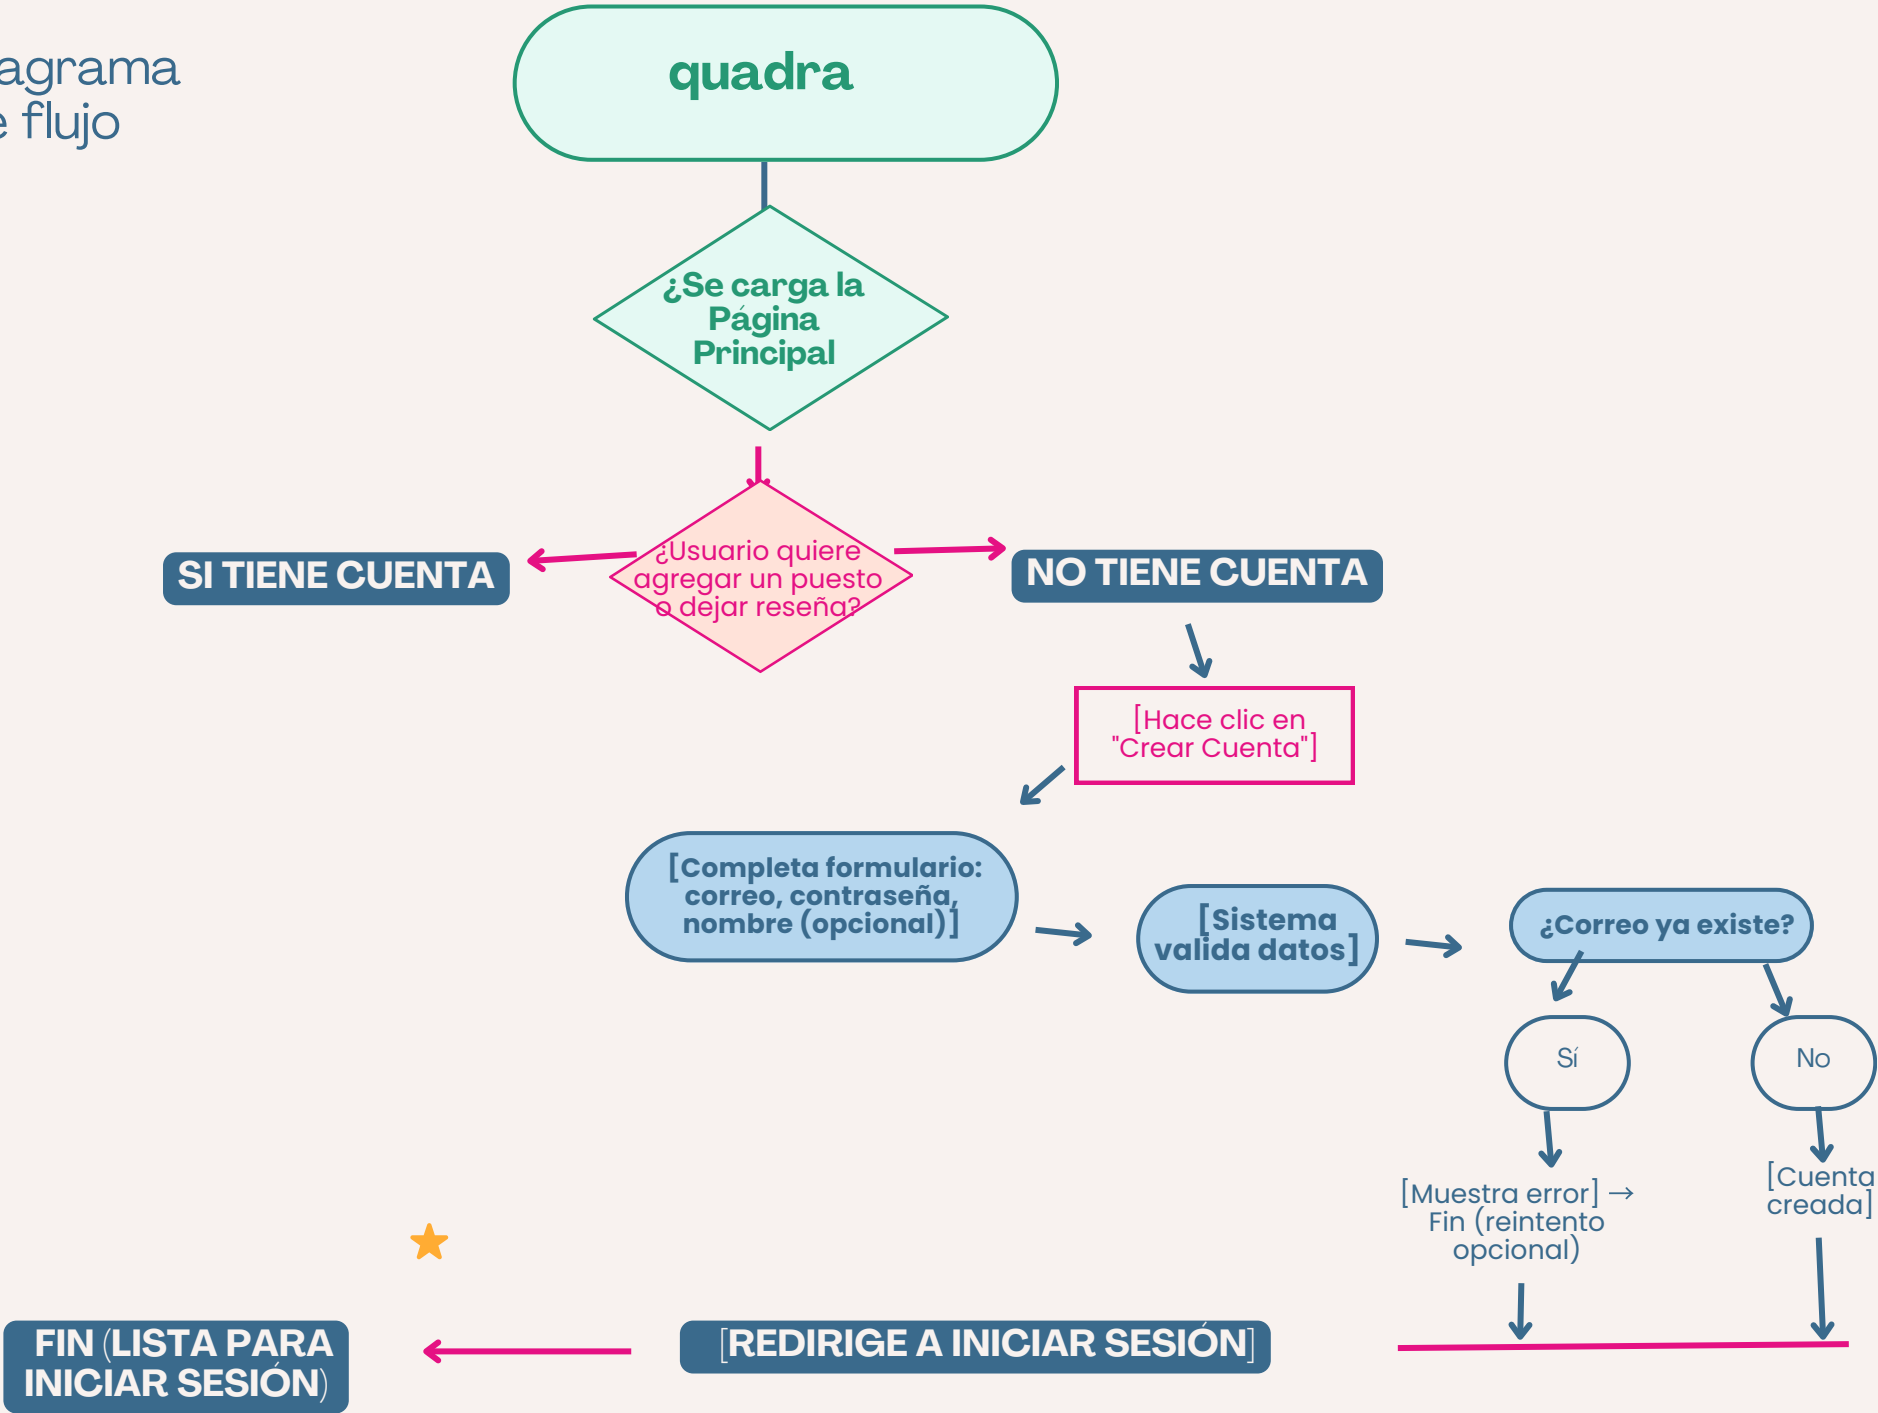 agrama
e flujo
quadra
¿Se carga la
Página
Principal
¿Usuario quiere
agregar un puesto
o dejar reseña?
SI TIENE CUENTA
NO TIENE CUENTA
[Hace clic en
"Crear Cuenta"]
[Completa formulario:
correo, contraseña,
nombre (opcional)]
[Sistema
valida datos]
¿Correo ya existe?
Sí
No
[Muestra error] →
Fin (reintento
opcional)
[Cuenta
creada]
[REDIRIGE A INICIAR SESIÓN]
FIN (LISTA PARA
INICIAR SESIÓN)